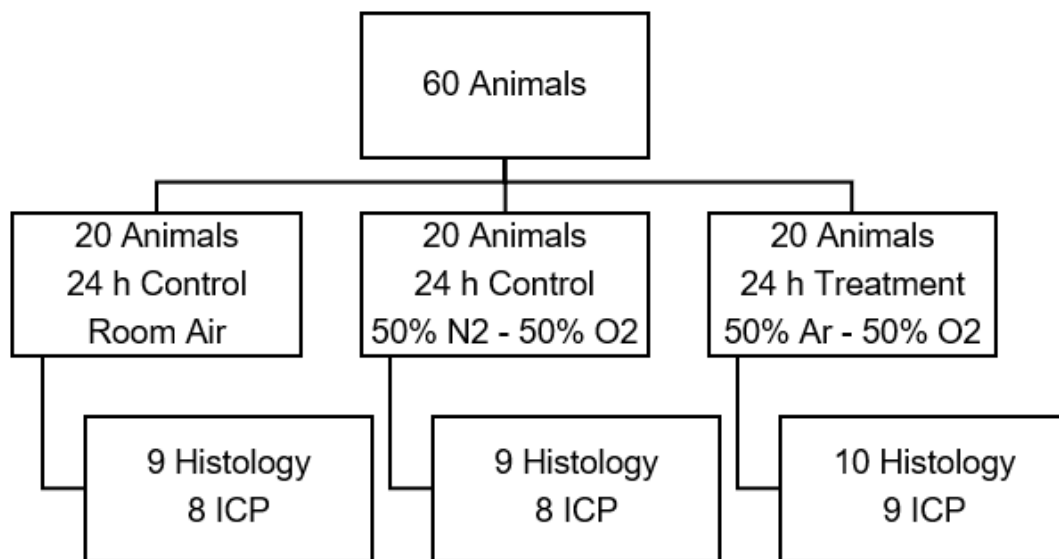 60 Animals
20 Animals
24 h Control
Room Air
20 Animals
24 h Control
50% N2 - 50% O2
20 Animals
24 h Treatment
50% Ar - 50% O2
9 Histology
8 ICP
9 Histology
8 ICP
10 Histology
9 ICP